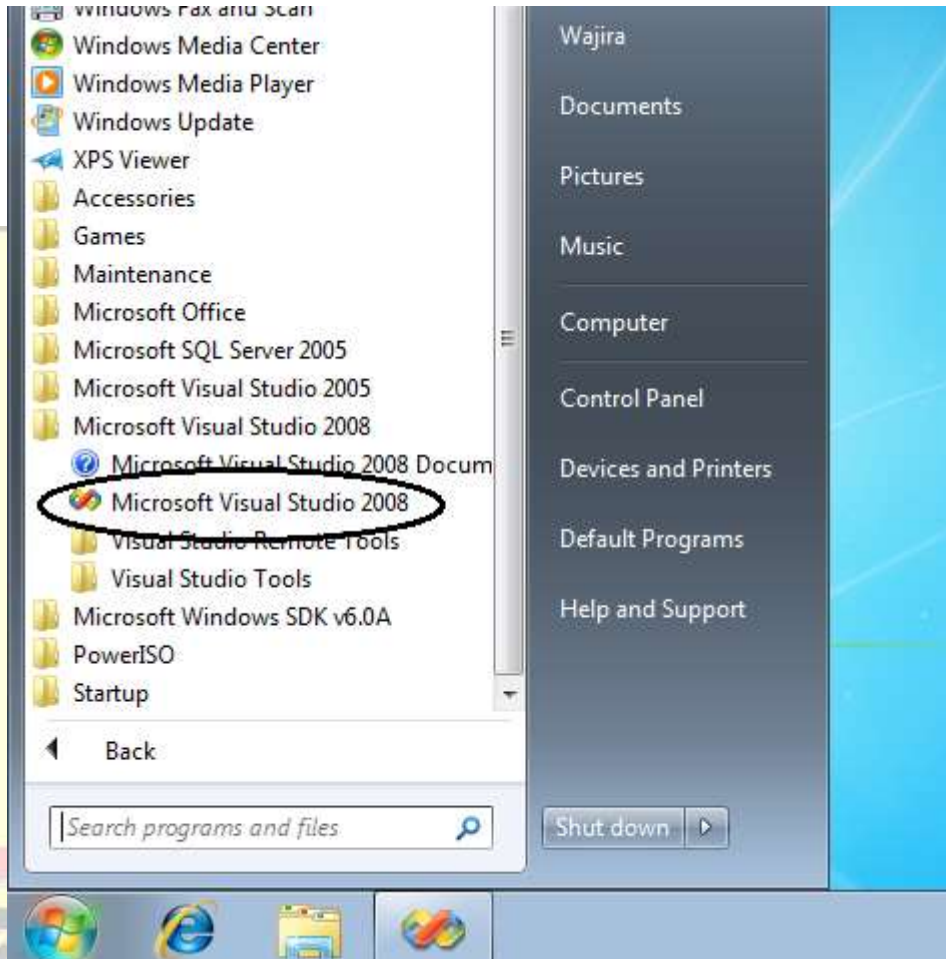 Windows Fax and Scan
Windows Media Center
Windows Media Player
Windows Update
XPS Viewer
Accessories
Games
Maintenance
Microsoft Office
Microsoft SQL Server 2005
Microsoft Visual Studio 2005
Microsoft Visual Studio 2008
Microsoft Visual Studio 2008 Docum
Microsoft Visual Studio 2008
Visual Studio Remote Tools
Visual Studio Tools
Microsoft Windows SDK v6.0A
PowerISO
Startup
Back
Search programs and files
Wajira
Documents
Pictures
Music
Computer
Control Panel
Devices and Printers
Default Programs
Help and Support
Shut down